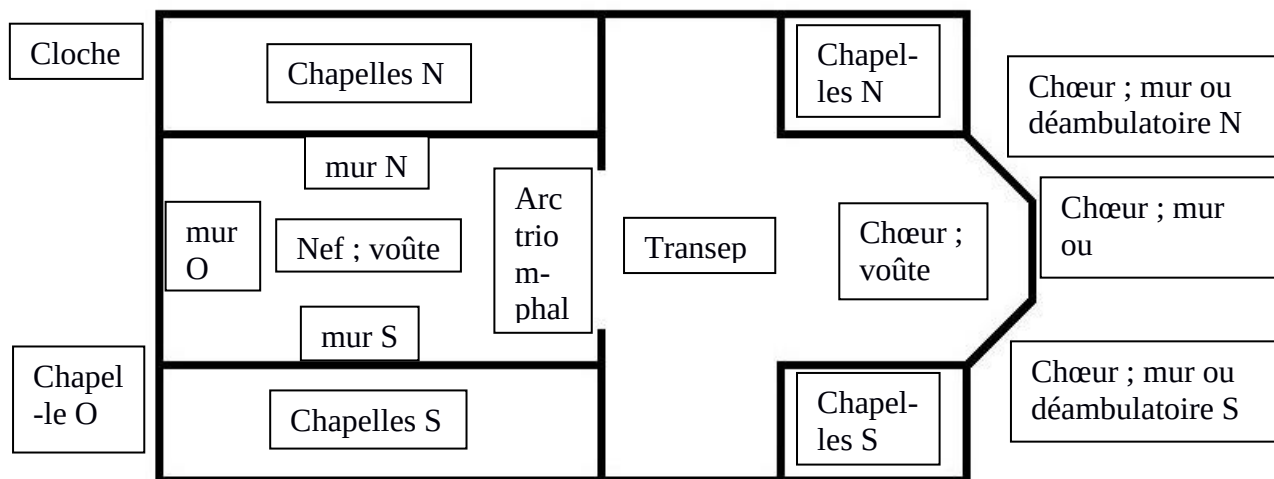 Cloche
Chapelles N
Chapel-
les N
Chœur ; mur ou
déambulatoire N
mur N
mur
O
Nef ; voûte
Arc
trio
m-
phal
Transep
Chœur ;
voûte
Chœur ; mur
ou
mur S
Chapel
-le O
Chapelles S
Chapel-
les S
Chœur ; mur ou
déambulatoire S